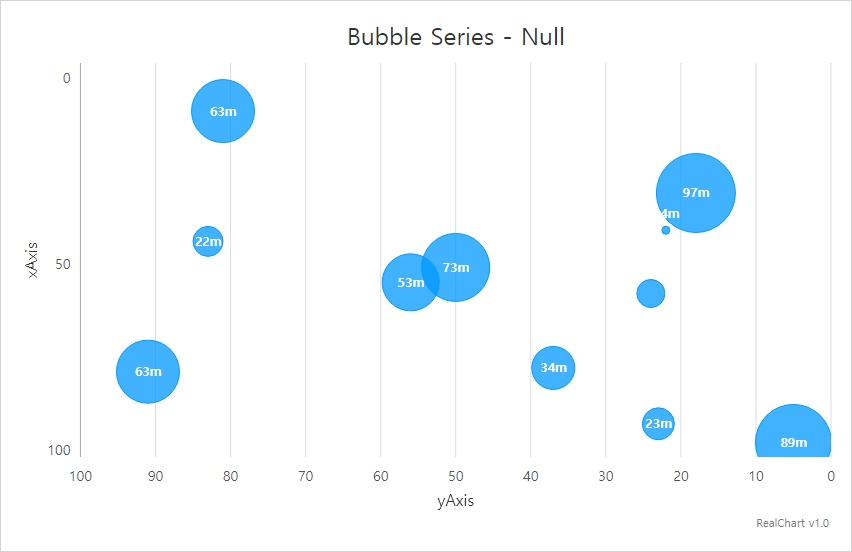 Bubble Series - Null
0
63m
97m
4m
22m
xAxis
50
73m
53m
34m
63m
23m
89m
100
100 90 80 70 60 50 40 30 20 10 0
yAxis
RealChart v1.0